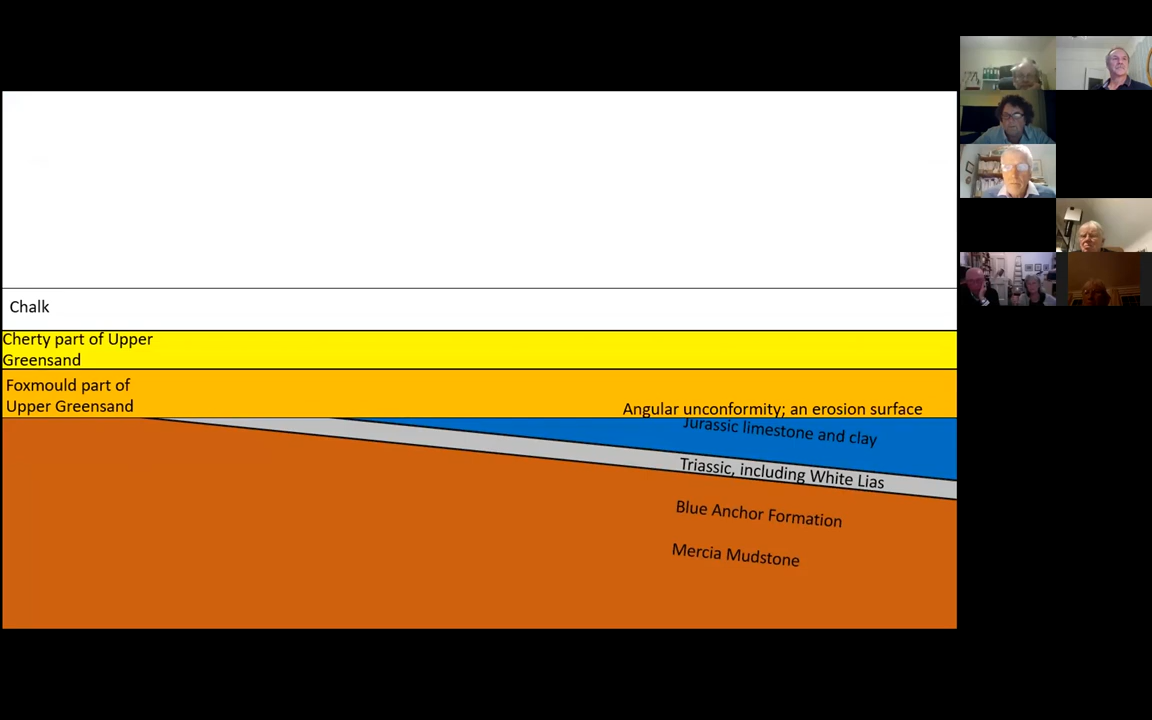 Chalk
Cherty part of Upper
Greensand
Foxmould part of
Upper Greensand
Angular unconformity; an erosion surface
Jurassic limestone and clay
Triassic, including White Lias
Blue Anchor Formation
Mercia Mudstone